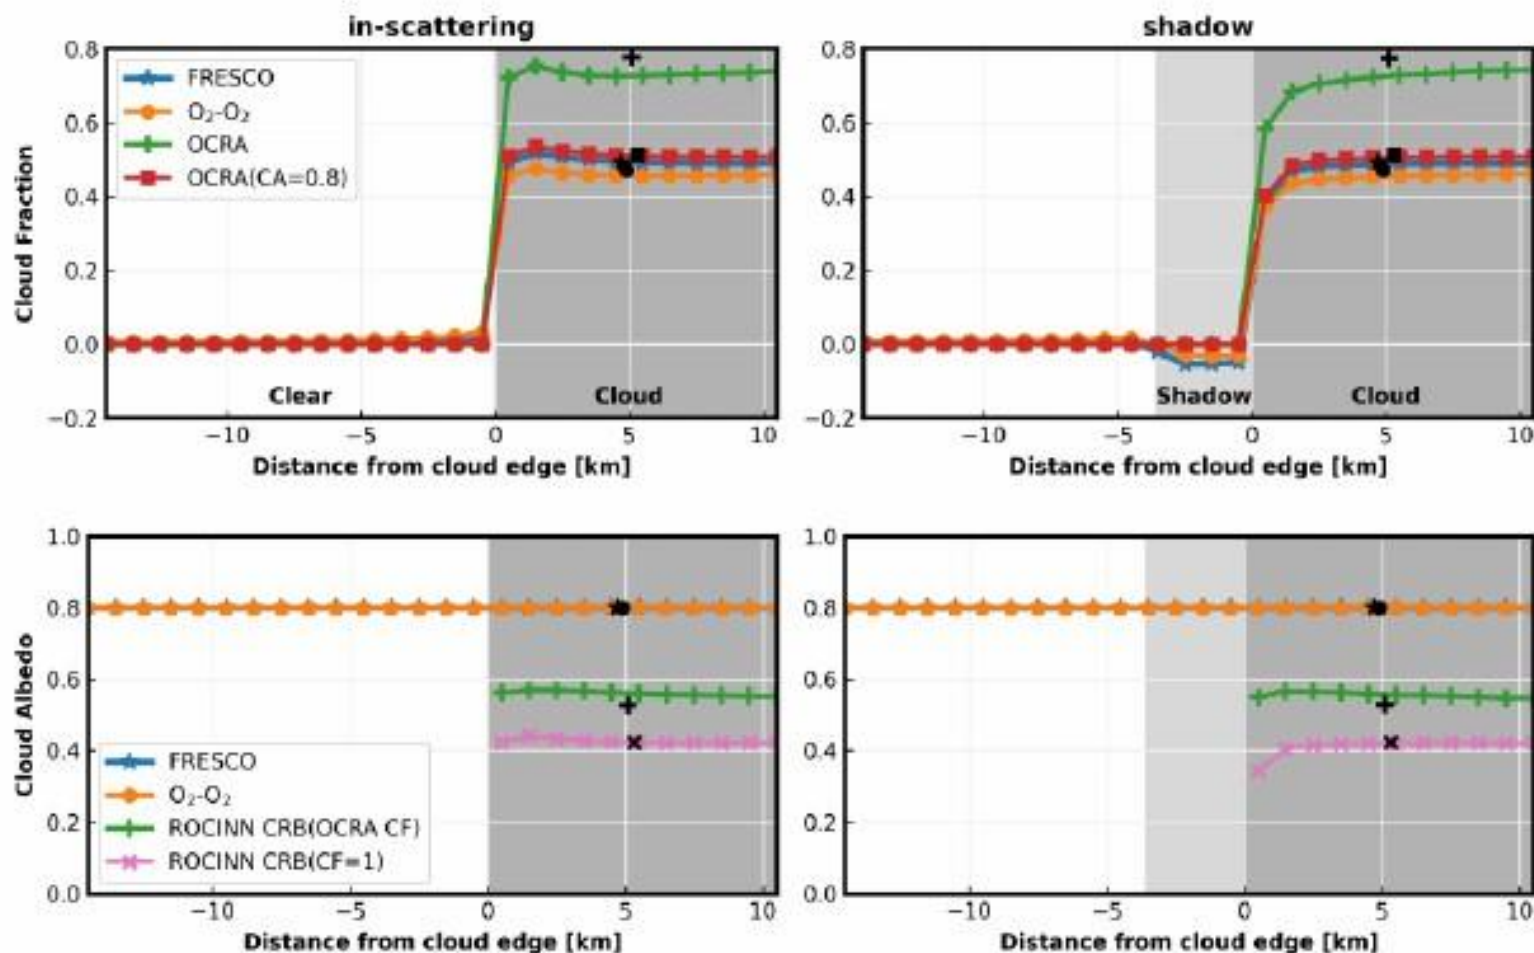 in-scattering
shadow
Cloud Fraction
0.8
0.6
0.4
0.2
0.0
−0.2
FRESCO
O₂-O₂
OCRA
OCRA(CA=0.8)
Clear
Cloud
−10
−5
0
5
10
Distance from cloud edge [km]
0.8
0.6
0.4
0.2
0.0
−0.2
Shadow
Cloud
−10
−5
0
5
10
Distance from cloud edge [km]
Cloud Albedo
1.0
0.8
0.6
0.4
0.2
0.0
FRESCO
O₂-O₂
ROCINN CRB(OCRA CF)
ROCINN CRB(CF=1)
−10
−5
0
5
10
Distance from cloud edge [km]
1.0
0.8
0.6
0.4
0.2
0.0
−10
−5
0
5
10
Distance from cloud edge [km]